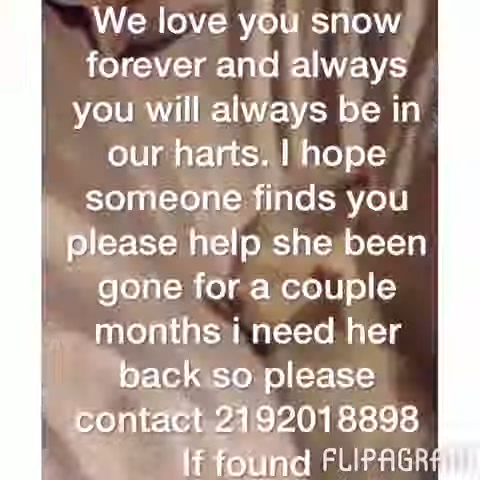 We love you snow
forever and always
you will always be in
our harts. I hope
someone finds you
please help she been
gone for a couple
months i need her
back so please
contact 2192018898
If found
FLIPAGRAM